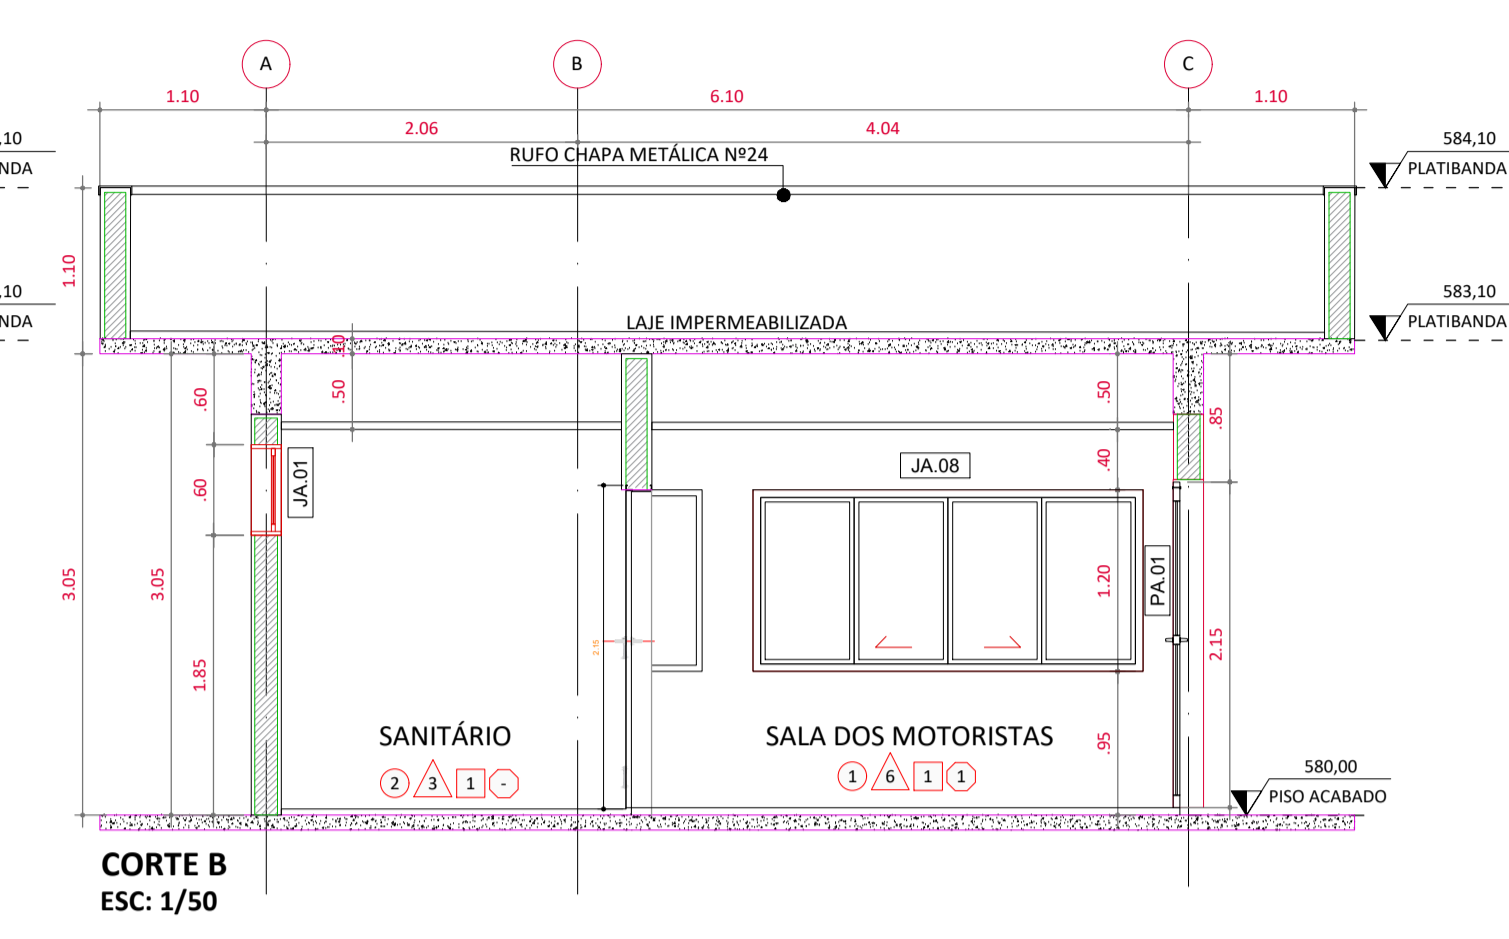 A
B
C
1.10
6.10
1.10
2.06
4.04
,10
NDA
RUFO CHAPA METÁLICA Nº24
584,10
PLATIBANDA
1.10
,10
NDA
LAJE IMPERMEABILIZADA
583,10
PLATIBANDA
.10
.60
.50
.50
.85
.40
JA.08
.60
JA.01
3.05
3.05
1.20
PA.01
2.15
2.15
1.85
SANITÁRIO
SALA DOS MOTORISTAS
.95
2 3 1 -
1 6 1 1
580,00
PISO ACABADO
CORTE B
ESC: 1/50